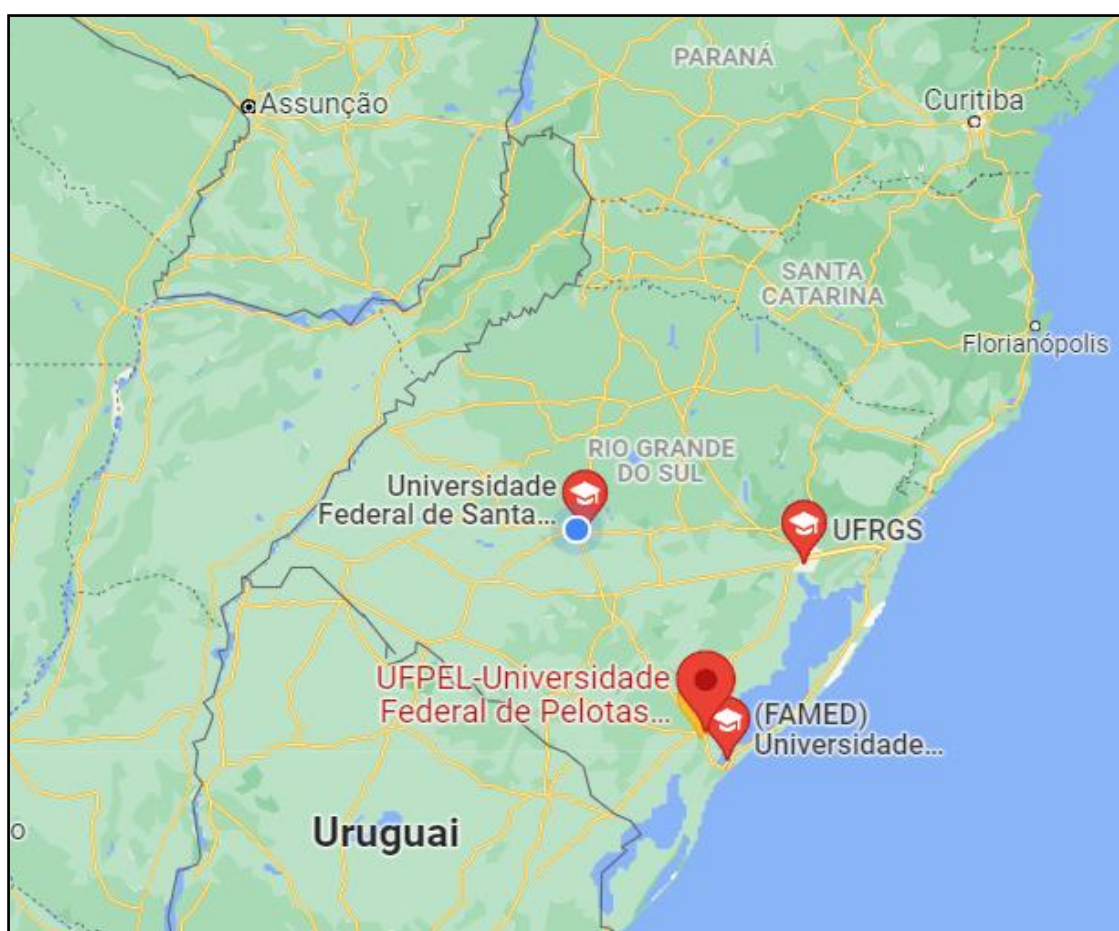 PARANÁ
Curitiba
Assunção
SANTA
CATARINA
Florianópolis
RIO GRANDE
DO SUL
Universidade
Federal de Santa...
UFRGS
UFPEL-Universidade
Federal de Pelotas...
(FAMED)
Universidade...
Uruguai
o